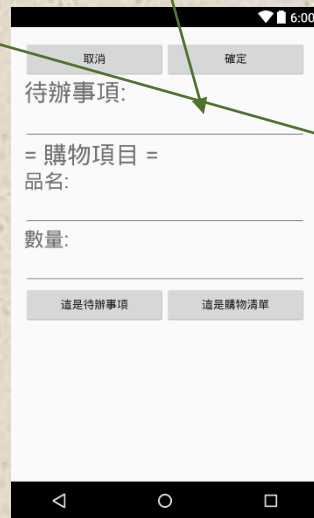 6:00
取消 確定
待辦事項:
= 購物項目 =
品名:
數量:
這是待辦事項 這是購物清單